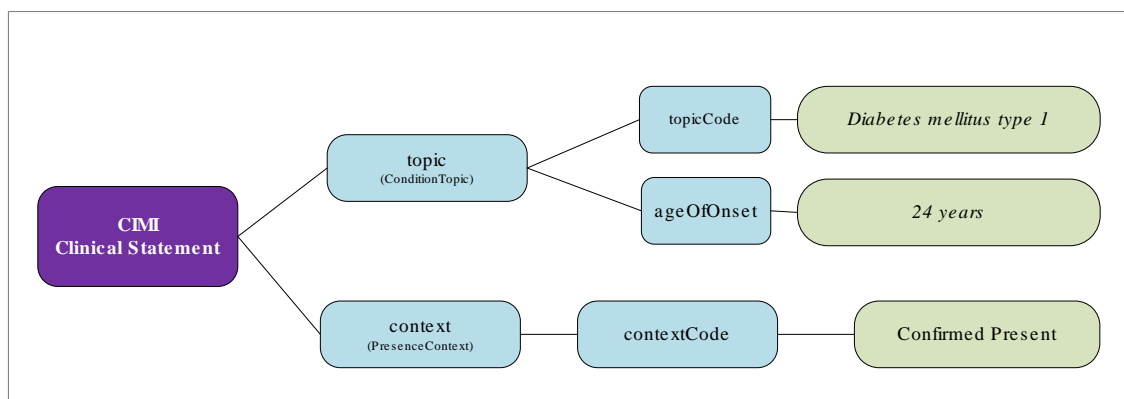 CIMI
Clinical Statement
topic
(ConditionTopic)
topicCode
Diabetes mellitus type 1
ageOfOnset
24 years
context
(PresenceContext)
contextCode
Confirmed Present